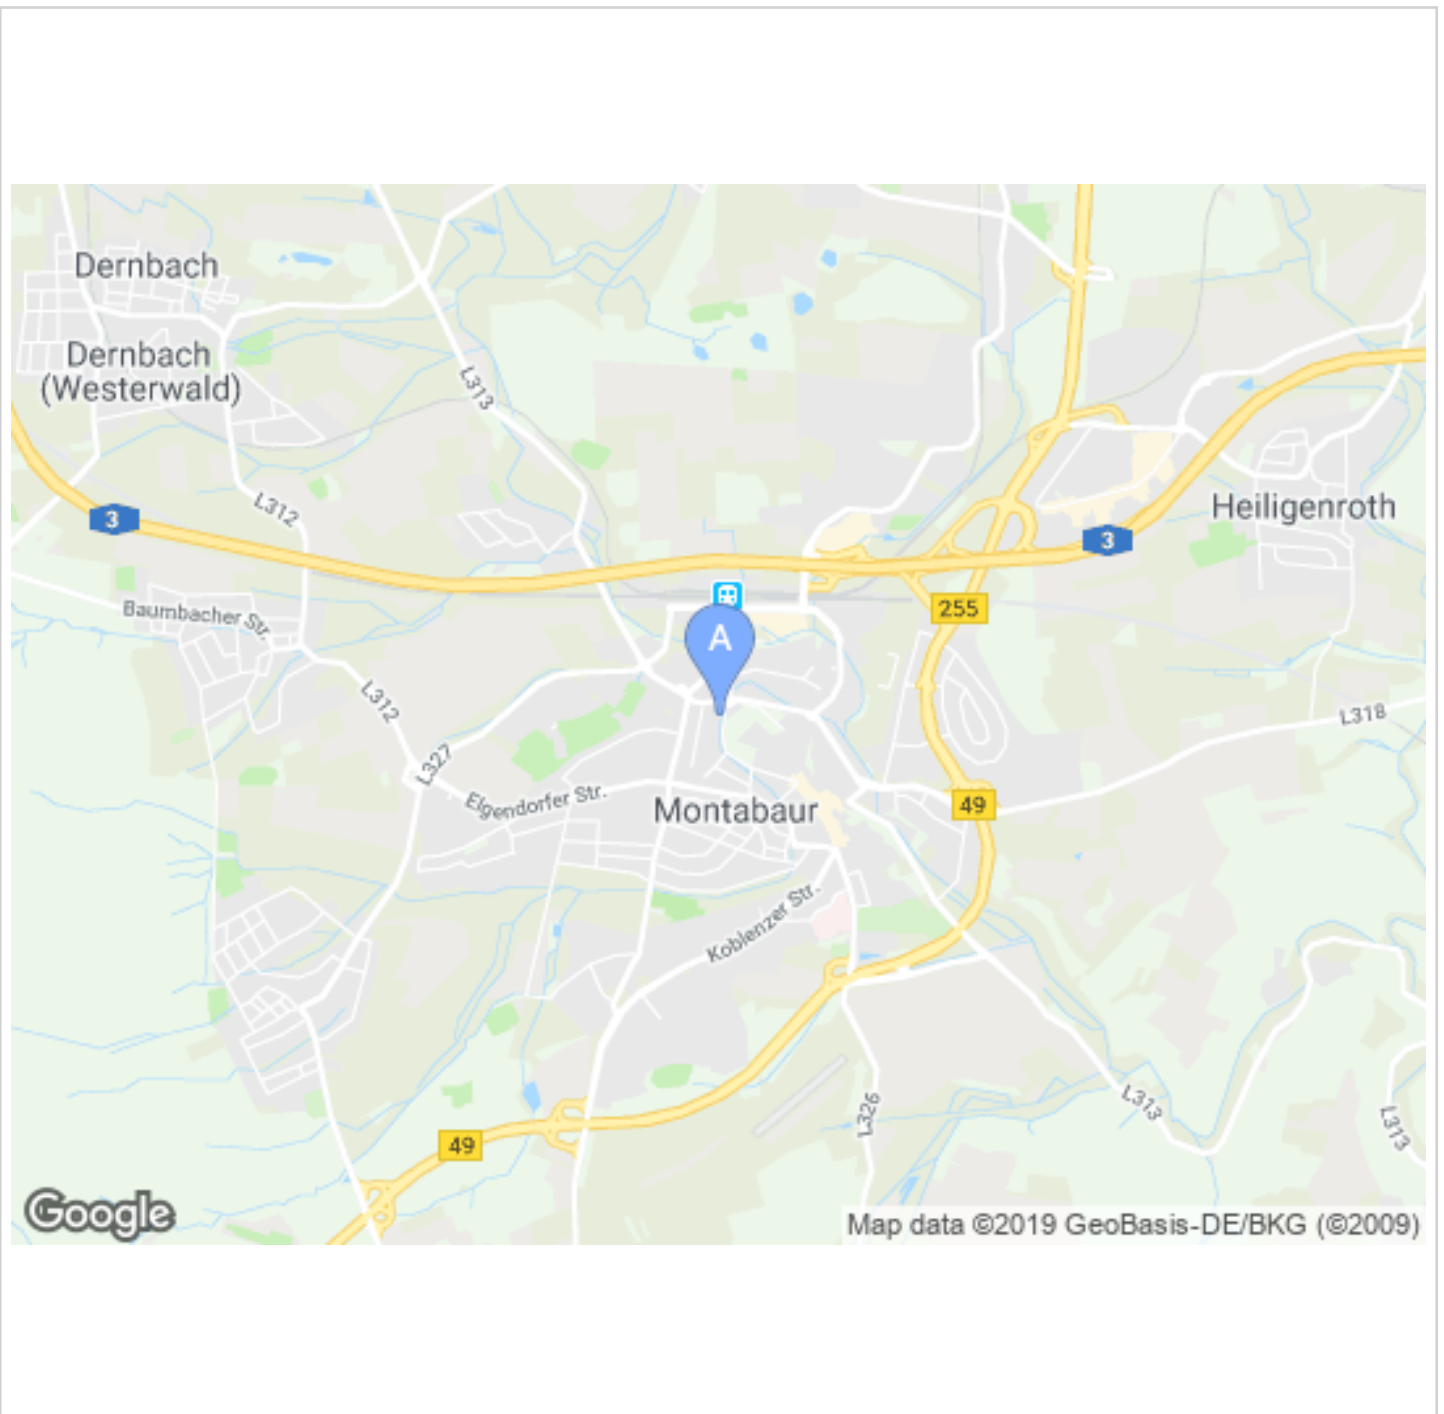 Dernbach
Dernbach
(Westerwald)
L313
L312
3
Heiligenroth
3
Baumbacher Str.
255
A
L312
L318
L327
Elgendorfer Str.
Montabaur
49
Koblenzer Str.
L326
L313
L313
49
Google
Map data ©2019 GeoBasis-DE/BKG (©2009)